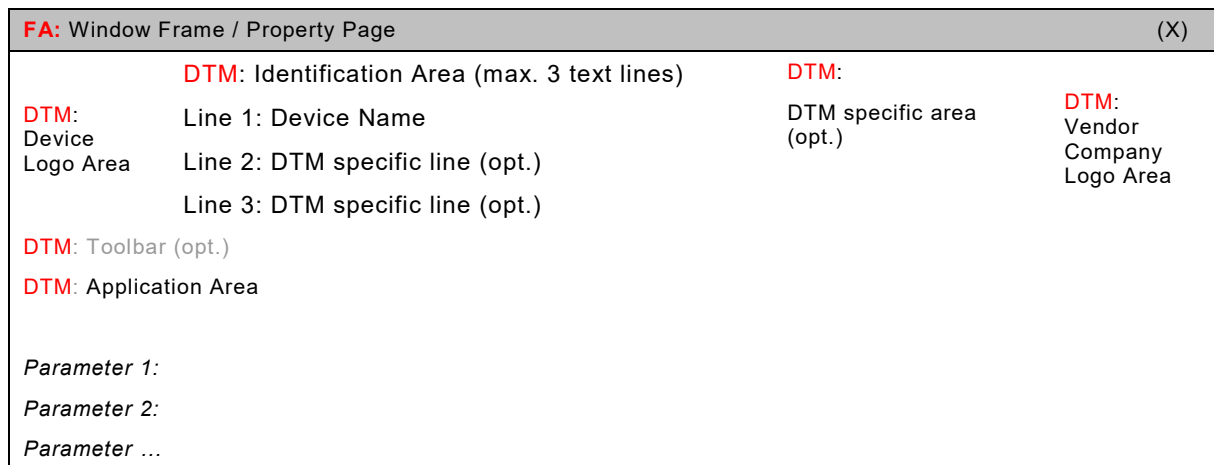 FA: Window Frame / Property Page (X)
DTM:
Device
Logo Area
DTM: Identification Area (max. 3 text lines)
Line 1: Device Name
Line 2: DTM specific line (opt.)
Line 3: DTM specific line (opt.)
DTM:
DTM specific area
(opt.)
DTM:
Vendor
Company
Logo Area
DTM: Toolbar (opt.)
DTM: Application Area
Parameter 1:
Parameter 2:
Parameter …